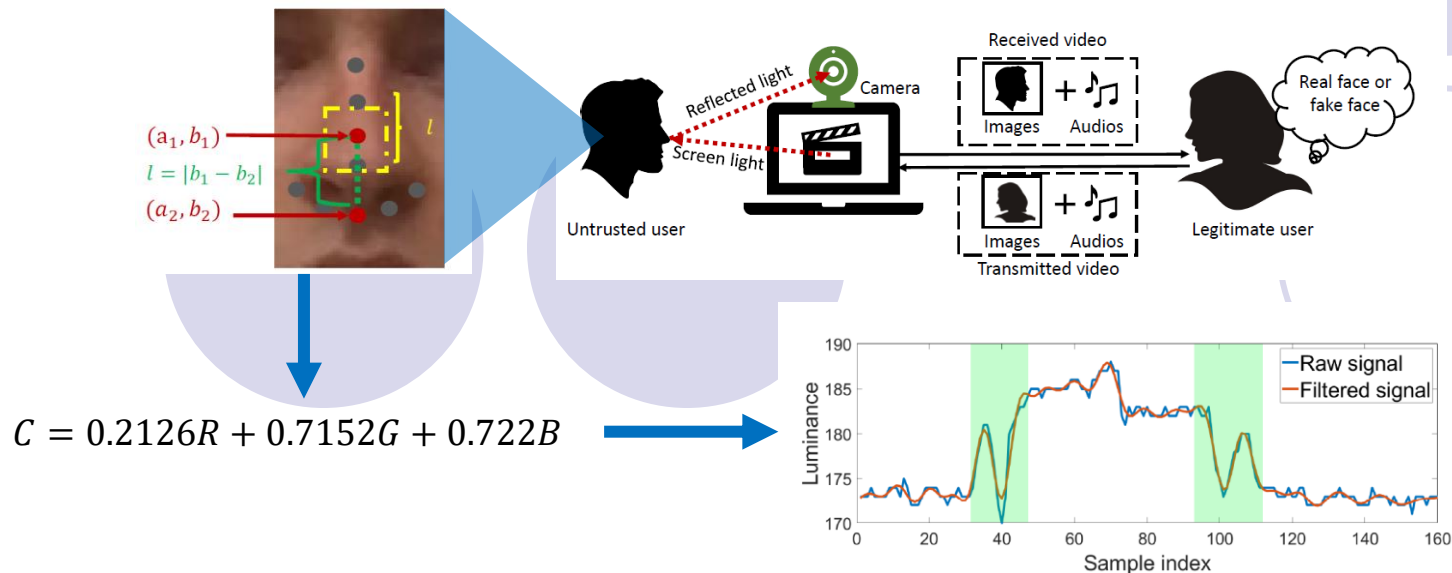 (a₁, b₁)
l = |b₁ − b₂|
(a₂, b₂)
l
Reflected light
Screen light
Camera
Untrusted user
Received video
Images
Audios
+
Images
Audios
+
Transmitted video
Real face or
fake face
Legitimate user
C = 0.2126R + 0.7152G + 0.722B
Luminance
190
185
180
175
170
Raw signal
Filtered signal
0
20
40
60
80
100
120
140
160
Sample index